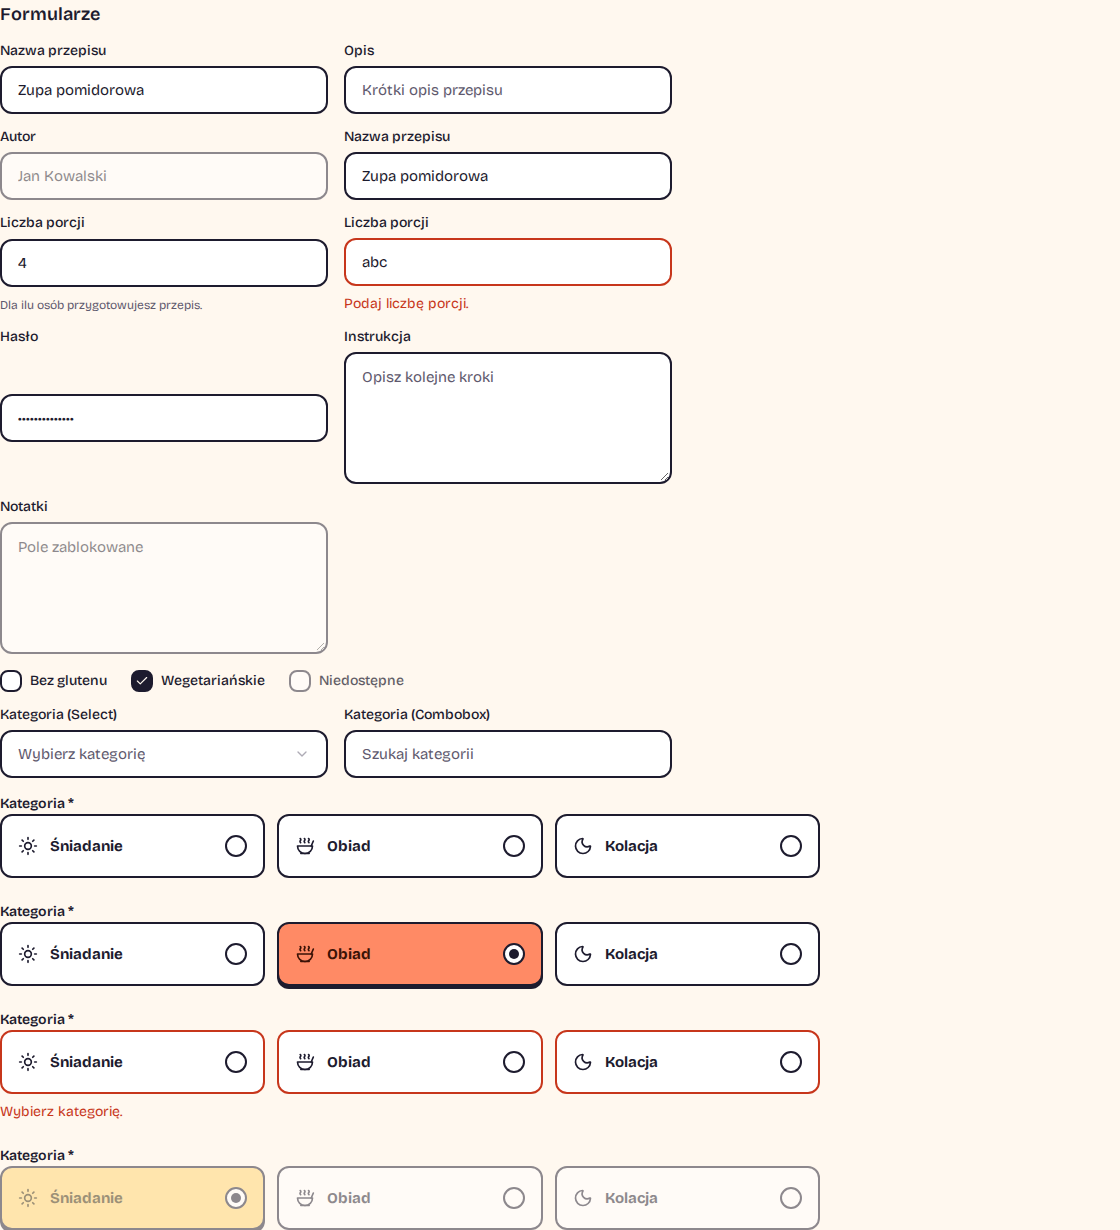 Formularze
Nazwa przepisu
Opis
Zupa pomidorowa
Krótki opis przepisu
Autor
Nazwa przepisu
Jan Kowalski
Zupa pomidorowa
Liczba porcji
Liczba porcji
4
abc
Dla ilu osób przygotowujesz przepis.
Podaj liczbę porcji.
Hasło
Instrukcja
Opisz kolejne kroki
••••••••••••••
Notatki
Pole zablokowane
Bez glutenu
Wegetariańskie
Niedostępne
Kategoria (Select)
Kategoria (Combobox)
Wybierz kategorię
Szukaj kategorii
Kategoria *
Śniadanie
Obiad
Kolacja
Kategoria *
Śniadanie
Obiad
Kolacja
Kategoria *
Śniadanie
Obiad
Kolacja
Wybierz kategorię.
Kategoria *
Śniadanie
Obiad
Kolacja